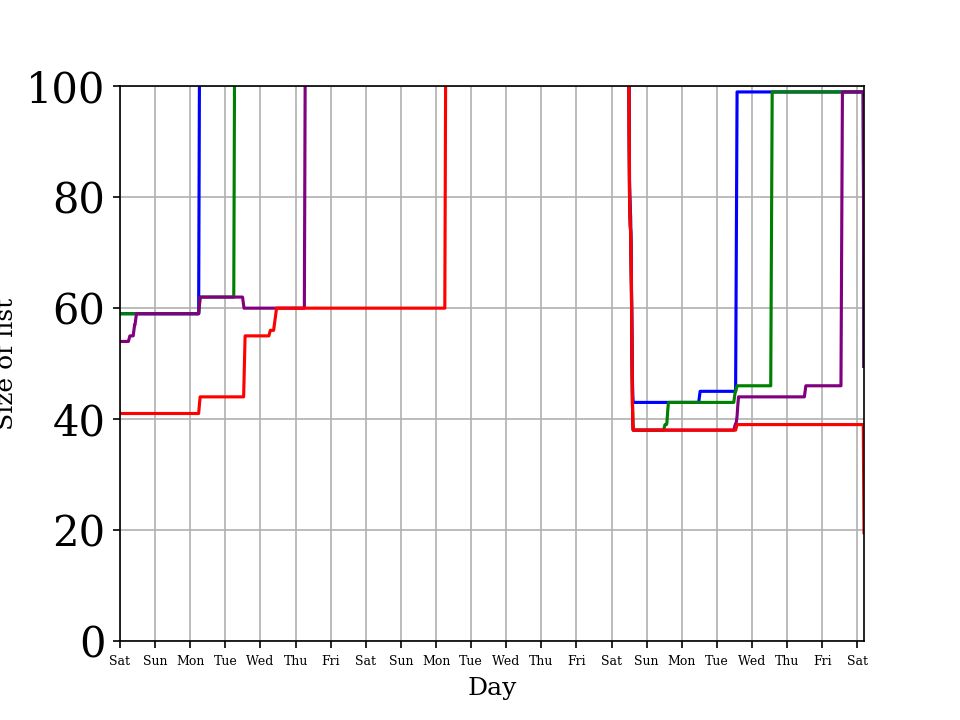 100
80
60
40
20
0
Size of list
Sat Sun Mon Tue Wed Thu Fri Sat Sun Mon Tue Wed Thu Fri Sat Sun Mon Tue Wed Thu Fri Sat
Day